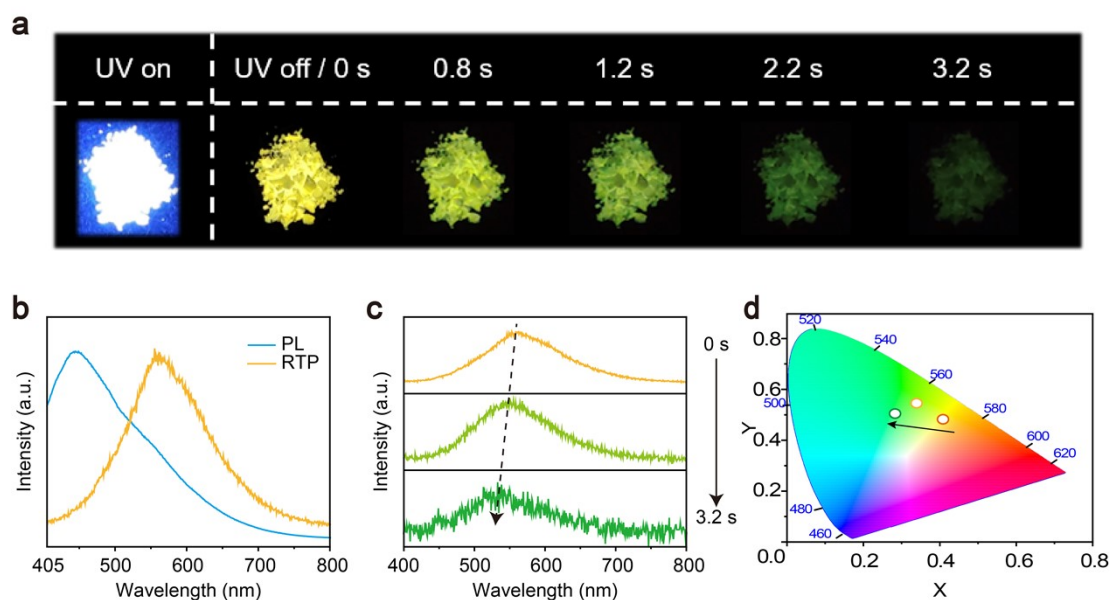 a
UV on UV off / 0 s 0.8 s 1.2 s 2.2 s 3.2 s
b
Intensity (a.u.)
PL
RTP
405 500 600 700 800
Wavelength (nm)
c
Intensity (a.u.)
0 s
3.2 s
400 500 600 700 800
Wavelength (nm)
d
Y
0.8
0.6
0.4
0.2
0.0 0.2 0.4 0.6 0.8
X
520
540
560
500
580
600
620
480
460